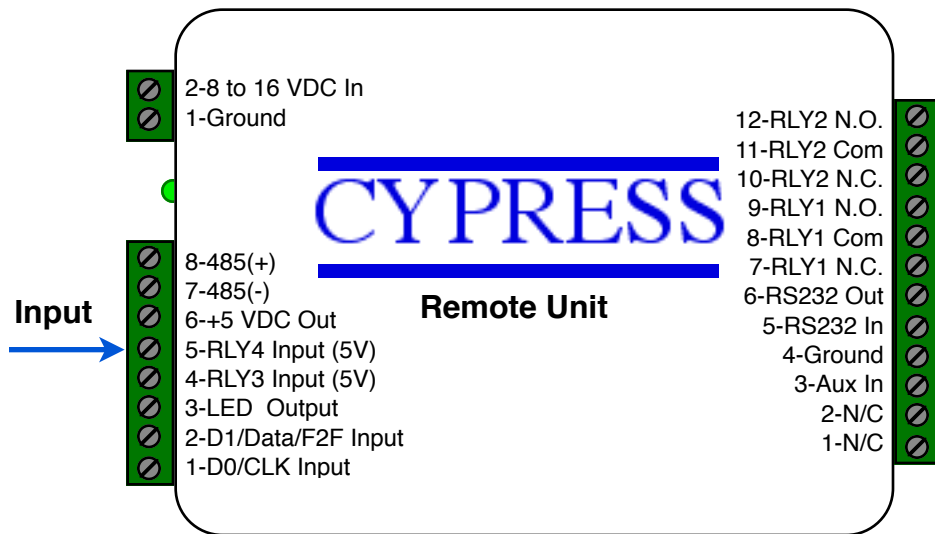 2-8 to 16 VDC In
1-Ground
CYPRESS
Remote Unit
Input
8-485(+)
7-485(-)
6-+5 VDC Out
5-RLY4 Input (5V)
4-RLY3 Input (5V)
3-LED Output
2-D1/Data/F2F Input
1-D0/CLK Input
12-RLY2 N.O.
11-RLY2 Com
10-RLY2 N.C.
9-RLY1 N.O.
8-RLY1 Com
7-RLY1 N.C.
6-RS232 Out
5-RS232 In
4-Ground
3-Aux In
2-N/C
1-N/C